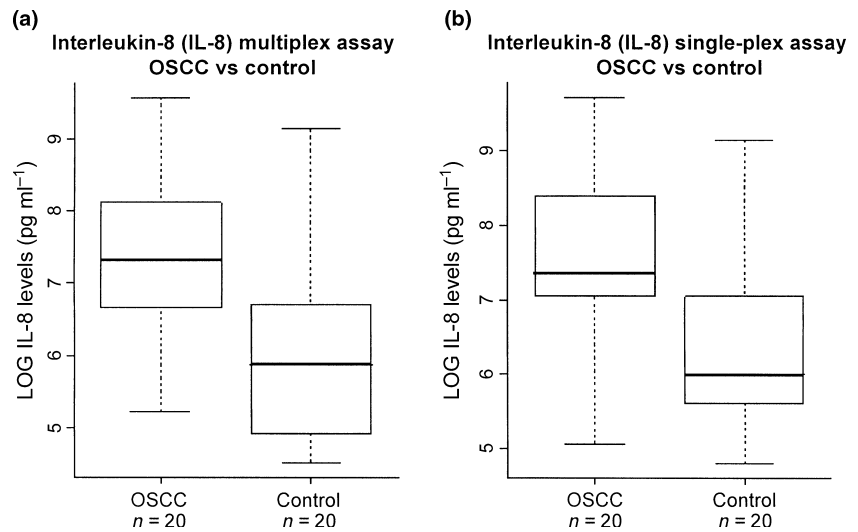 (a)
Interleukin-8 (IL-8) multiplex assay
OSCC vs control
LOG IL-8 levels (pg ml⁻¹)
9
8
7
6
5
OSCC
n = 20
Control
n = 20
(b)
Interleukin-8 (IL-8) single-plex assay
OSCC vs control
LOG IL-8 levels (pg ml⁻¹)
9
8
7
6
5
OSCC
n = 20
Control
n = 20